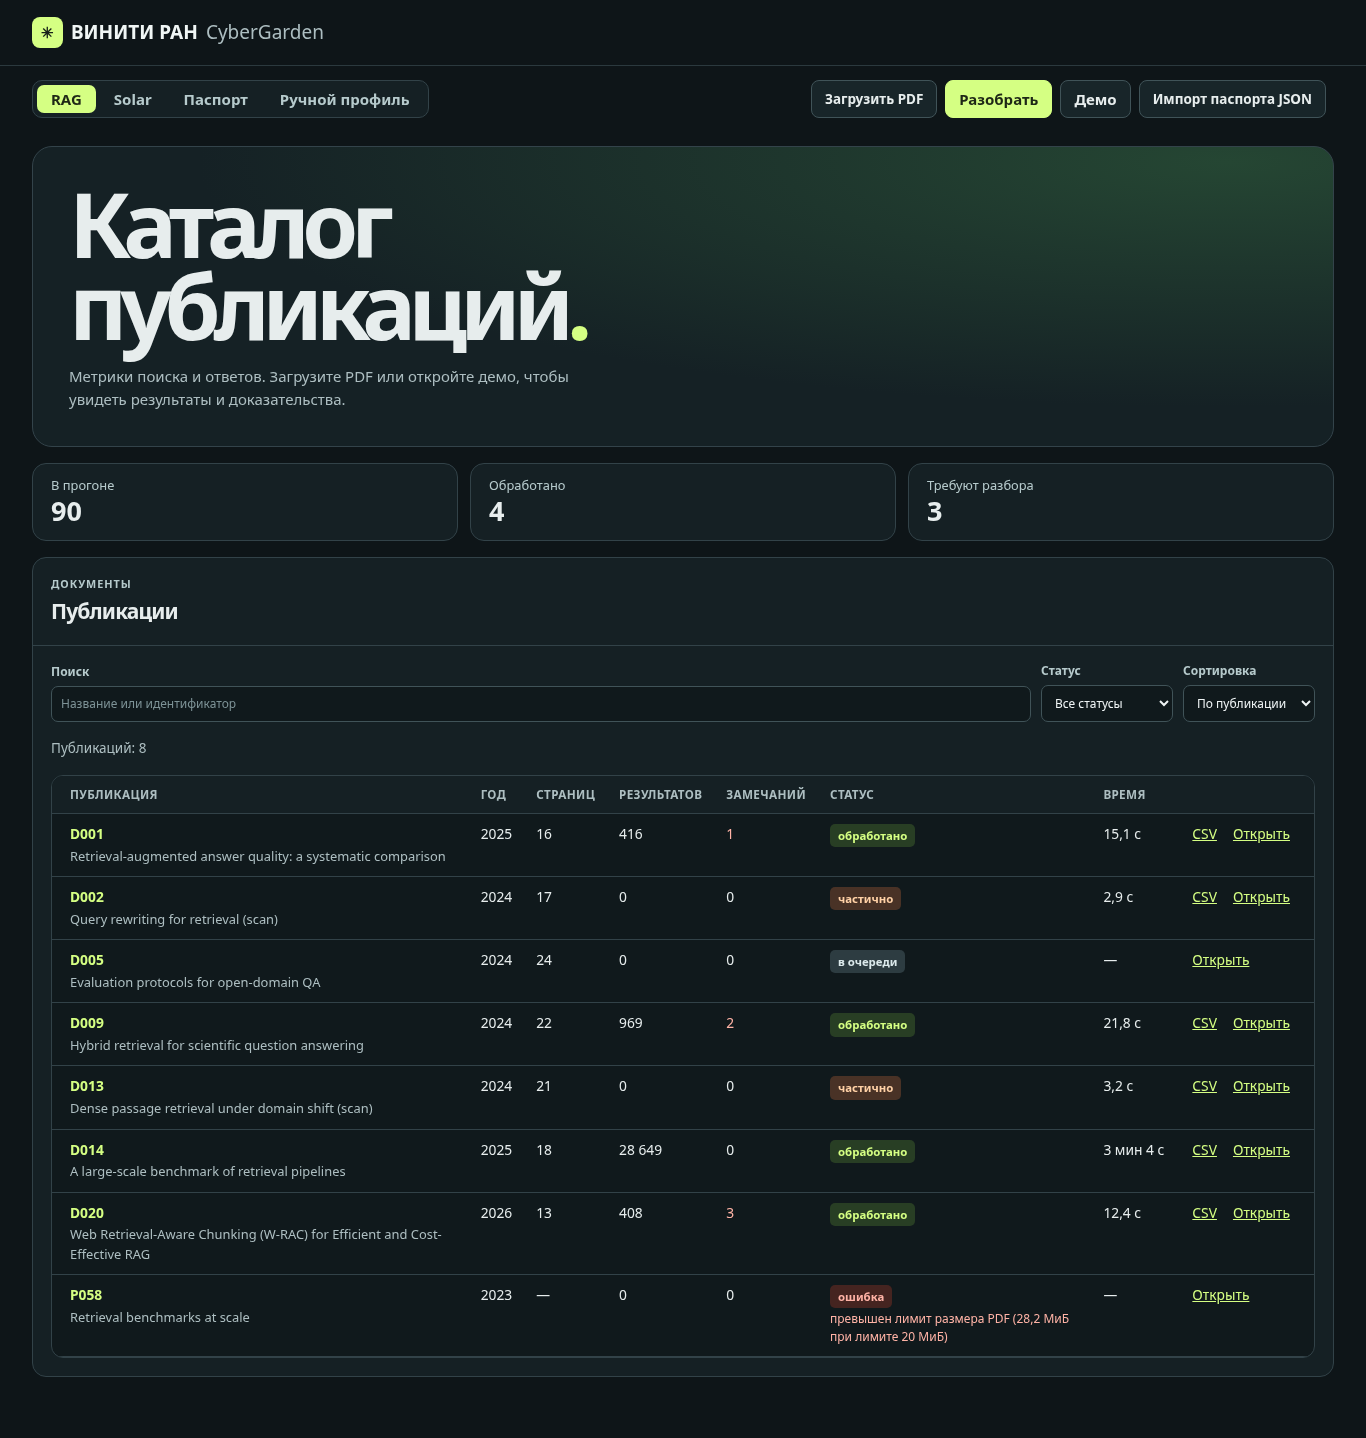 ВИНИТИ РАН CyberGarden
RAG Solar Паспорт Ручной профиль Загрузить PDF Разобрать Демо Импорт паспорта JSON
Каталог
публикаций.
Метрики поиска и ответов. Загрузите PDF или откройте демо, чтобы
увидеть результаты и доказательства.
В прогоне Обработано Требуют разбора
90 4 3
ДОКУМЕНТЫ
Публикации
Поиск Статус Сортировка
Название или идентификатор Все статусы По публикации
Публикаций: 8
ПУБЛИКАЦИЯ ГОД СТРАНИЦ РЕЗУЛЬТАТОВ ЗАМЕЧАНИЙ СТАТУС ВРЕМЯ
D001 2025 16 416 1 обработано 15,1 с CSV Открыть
Retrieval-augmented answer quality: a systematic comparison
D002 2024 17 0 0 частично 2,9 с CSV Открыть
Query rewriting for retrieval (scan)
D005 2024 24 0 0 в очереди — Открыть
Evaluation protocols for open-domain QA
D009 2024 22 969 2 обработано 21,8 с CSV Открыть
Hybrid retrieval for scientific question answering
D013 2024 21 0 0 частично 3,2 с CSV Открыть
Dense passage retrieval under domain shift (scan)
D014 2025 18 28 649 0 обработано 3 мин 4 с CSV Открыть
A large-scale benchmark of retrieval pipelines
D020 2026 13 408 3 обработано 12,4 с CSV Открыть
Web Retrieval-Aware Chunking (W-RAC) for Efficient and Cost-
Effective RAG
P058 2023 — 0 0 ошибка — Открыть
Retrieval benchmarks at scale
превышен лимит размера PDF (28,2 МиБ
при лимите 20 МиБ)